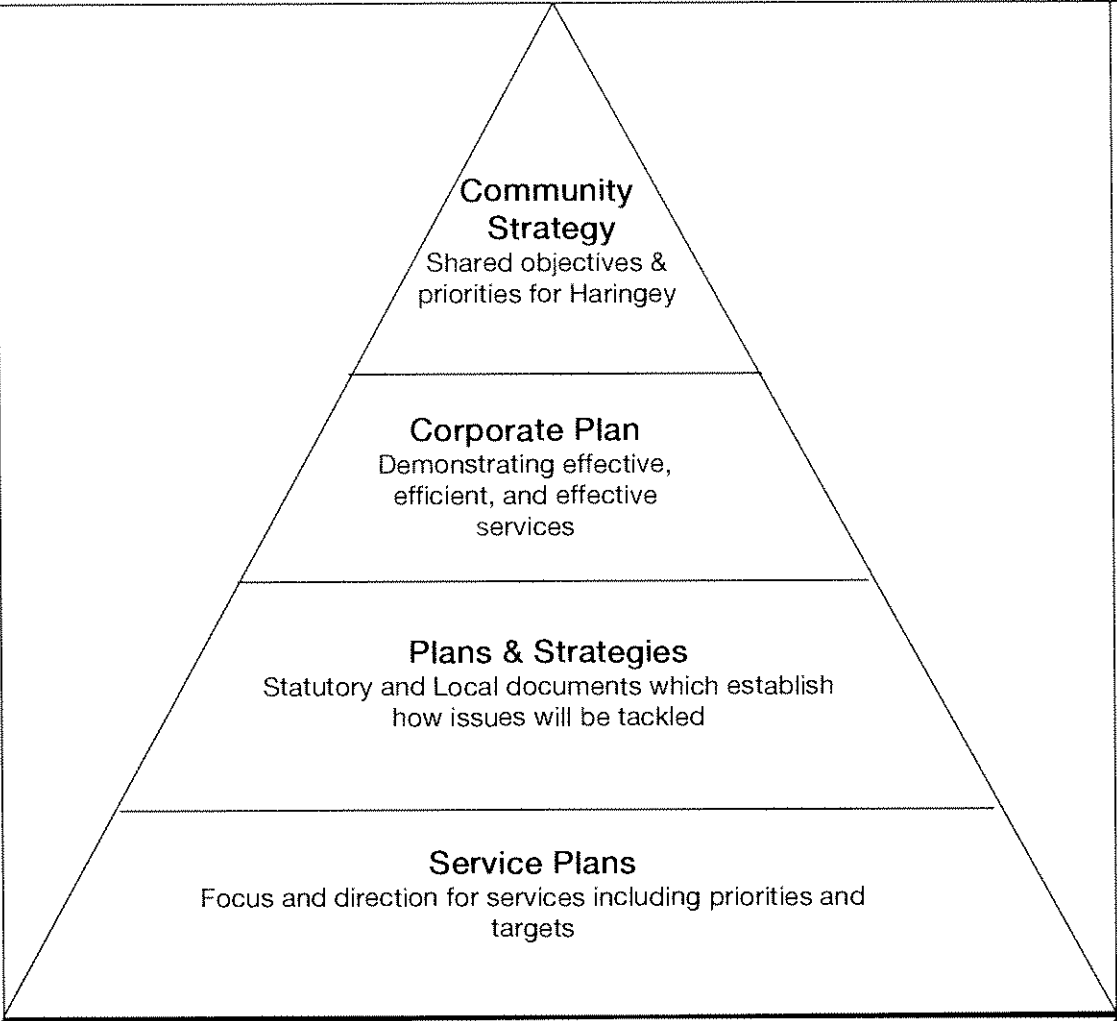 Community
Strategy
Shared objectives &
priorities for Haringey
Corporate Plan
Demonstrating effective,
efficient, and effective
services
Plans & Strategies
Statutory and Local documents which establish
how issues will be tackled
Service Plans
Focus and direction for services including priorities and
targets